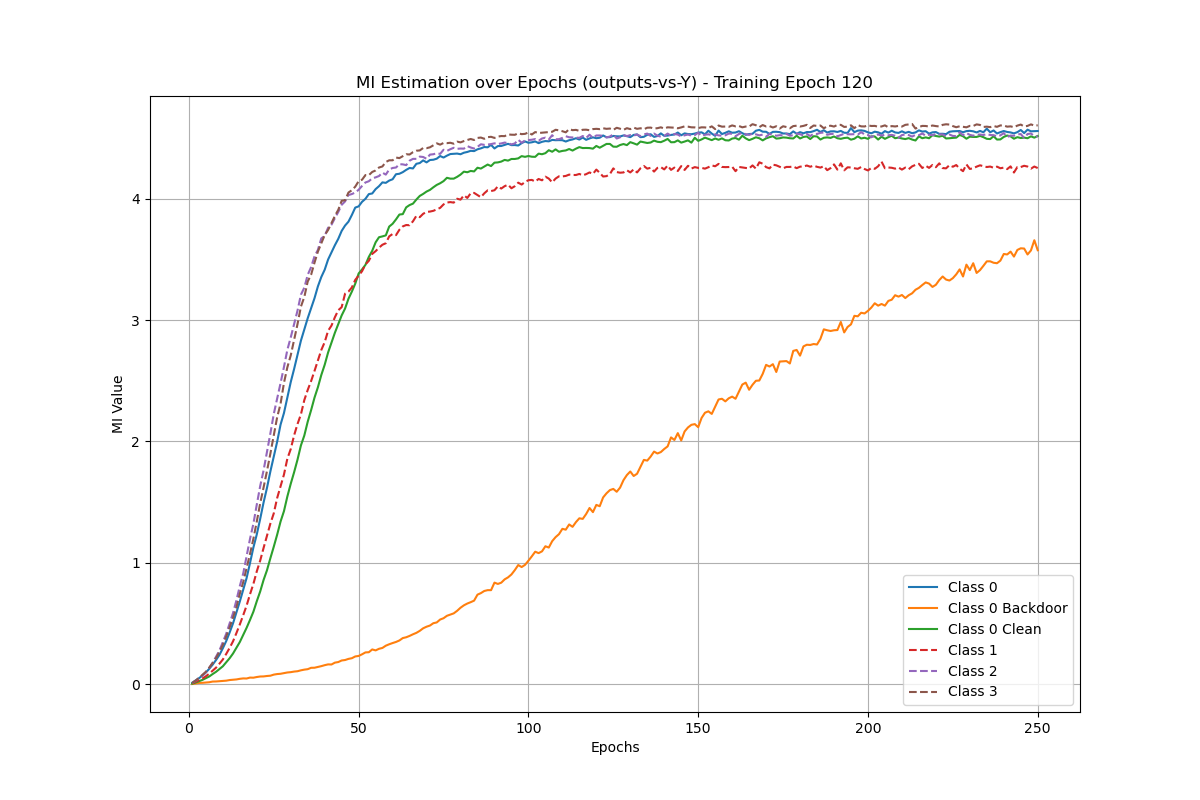 MI Estimation over Epochs (outputs-vs-Y) - Training Epoch 120
MI Value
4
3
2
1
0
0 50 100 150 200 250
Epochs
Class 0
Class 0 Backdoor
Class 0 Clean
Class 1
Class 2
Class 3